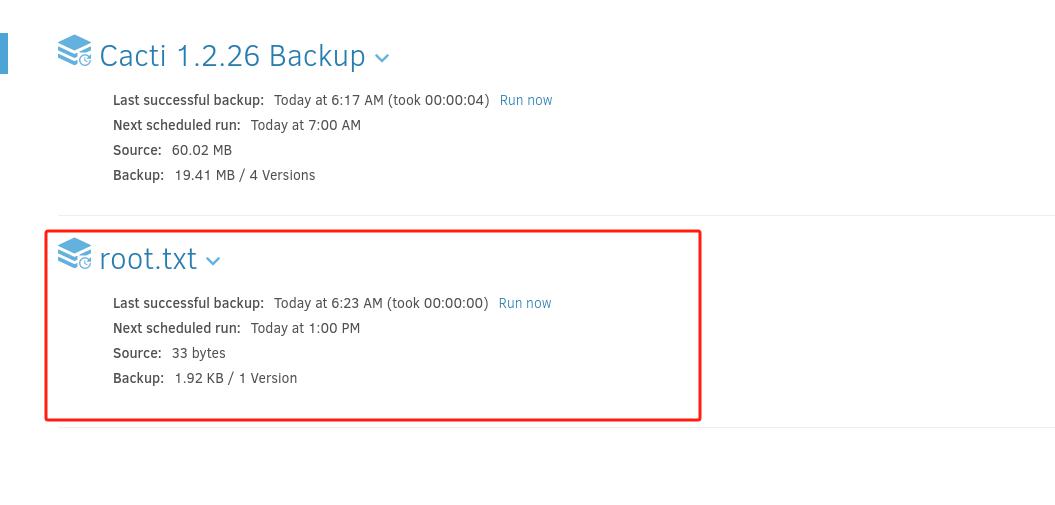 Cacti 1.2.26 Backup
Last successful backup: Today at 6:17 AM (took 00:00:04) Run now
Next scheduled run: Today at 7:00 AM
Source: 60.02 MB
Backup: 19.41 MB / 4 Versions
root.txt
Last successful backup: Today at 6:23 AM (took 00:00:00) Run now
Next scheduled run: Today at 1:00 PM
Source: 33 bytes
Backup: 1.92 KB / 1 Version